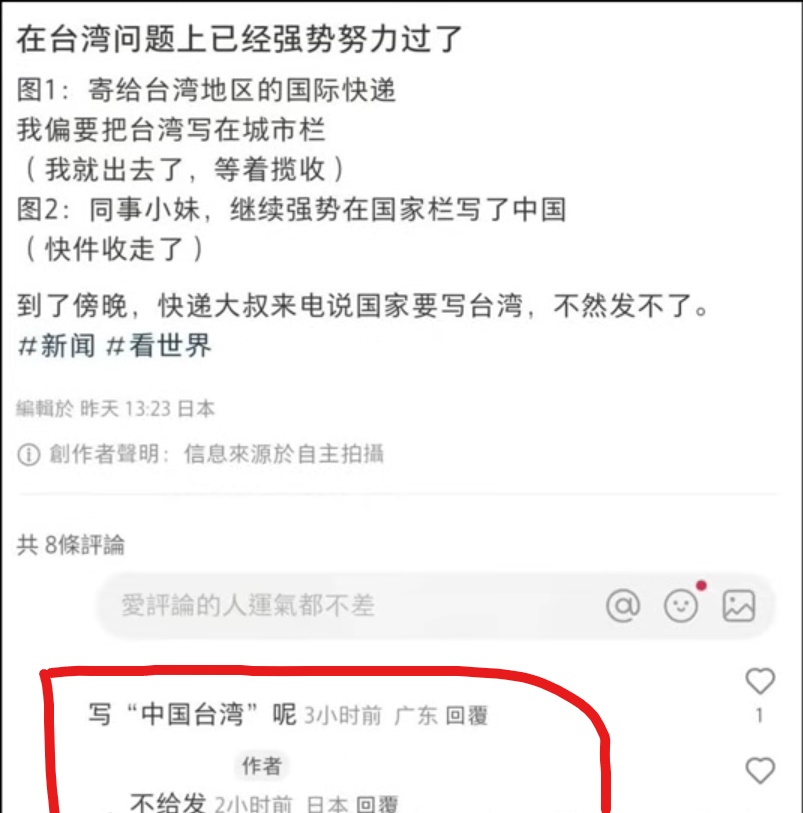 在台湾问题上已经强势努力过了
图1：寄给台湾地区的国际快递
我偏要把台湾写在城市栏
（我就出去了，等着揽收）
图2：同事小妹，继续强势在国家栏写了中国
（快件收走了）
到了傍晚，快递大叔来电说国家要写台湾，不然发不了。
#新闻 #看世界
编輯於 昨天 13:23 日本
創作者聲明：信息來源於自主拍攝
共 8條評論
愛評論的人運氣都不差
写“中国台湾”呢 3小时前 广东 回覆
1
作者
不给发 2小时前 日本 回覆